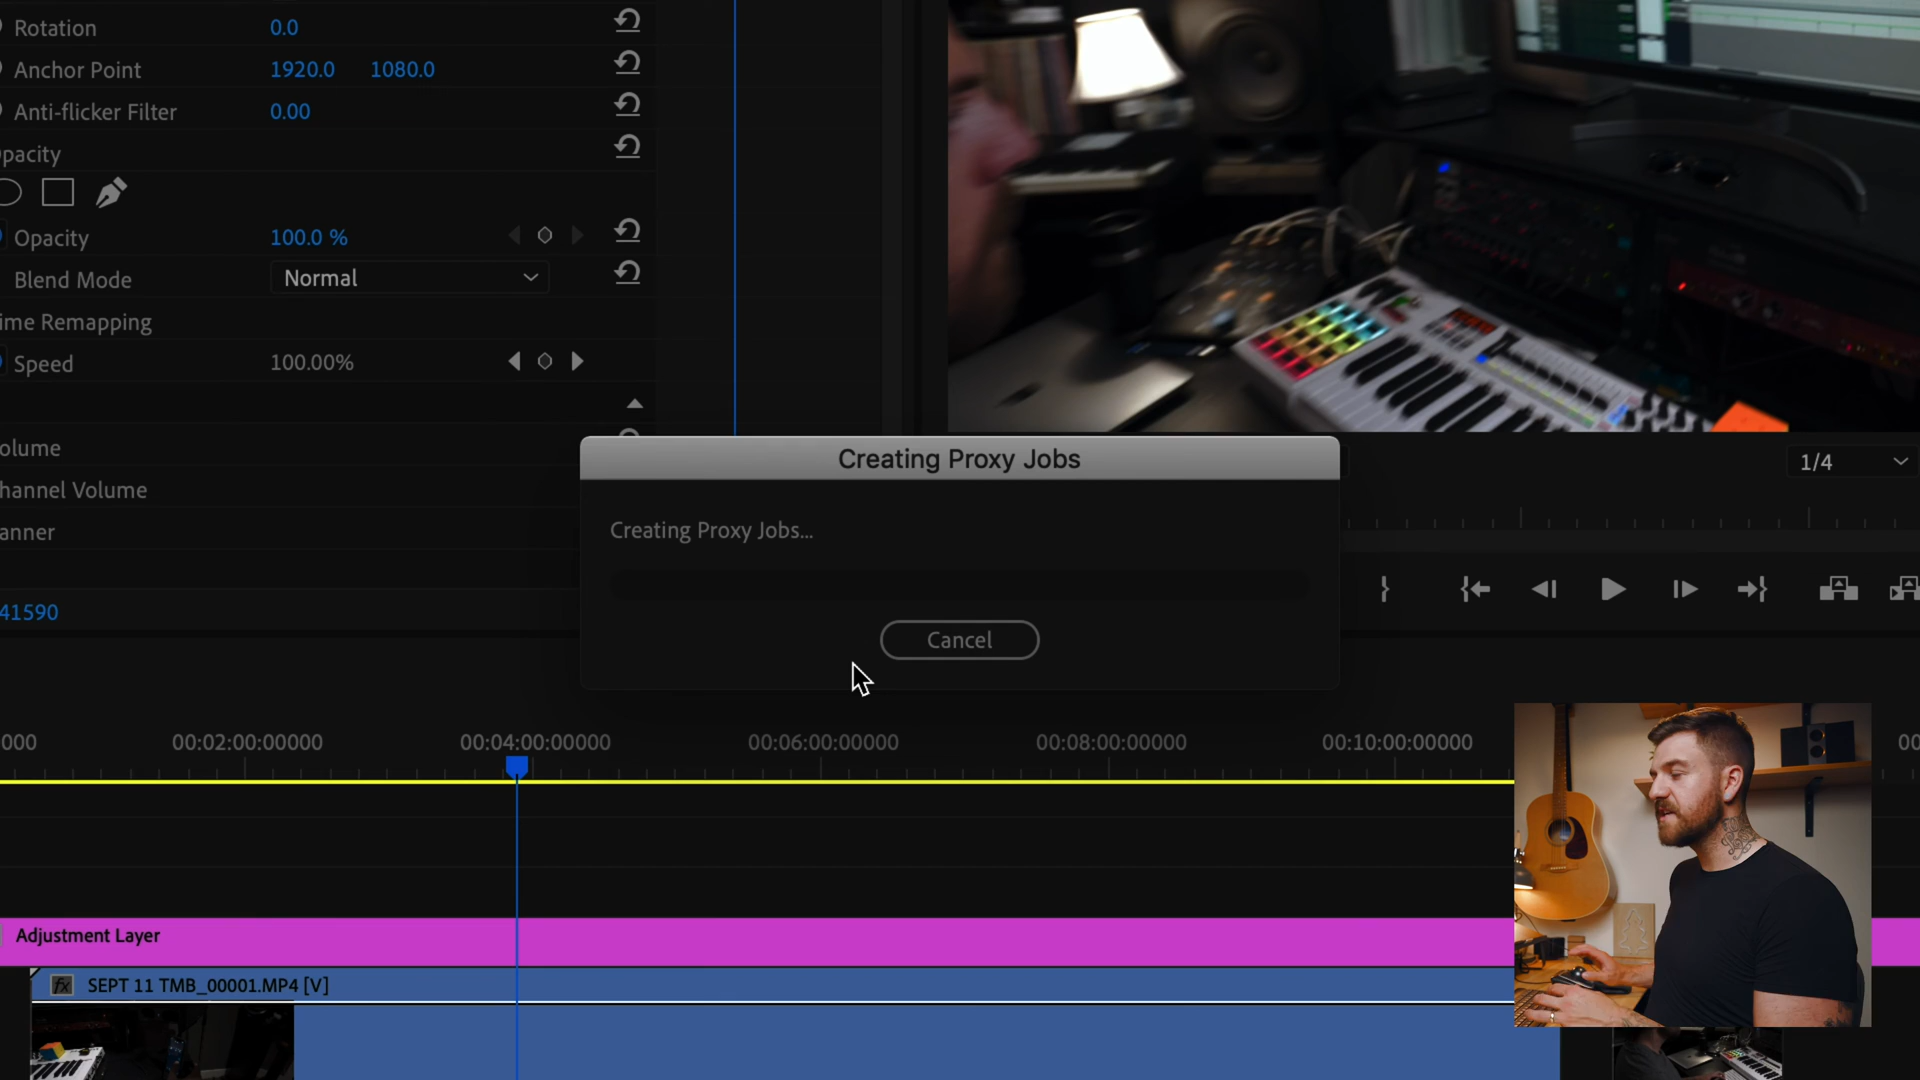 Rotation 0.0
Anchor Point 1920.0 1080.0
Anti-flicker Filter 0.00
pacity
Opacity 100.0 %
Blend Mode Normal
ime Remapping
Speed 100.00%
olume
hannel Volume
anner
41590
Creating Proxy Jobs
Creating Proxy Jobs...
Cancel
1/4
000 00:02:00:00000 00:04:00:00000 00:06:00:00000 00:08:00:00000 00:10:00:00000 00
Adjustment Layer
fx SEPT 11 TMB_00001.MP4 [V]